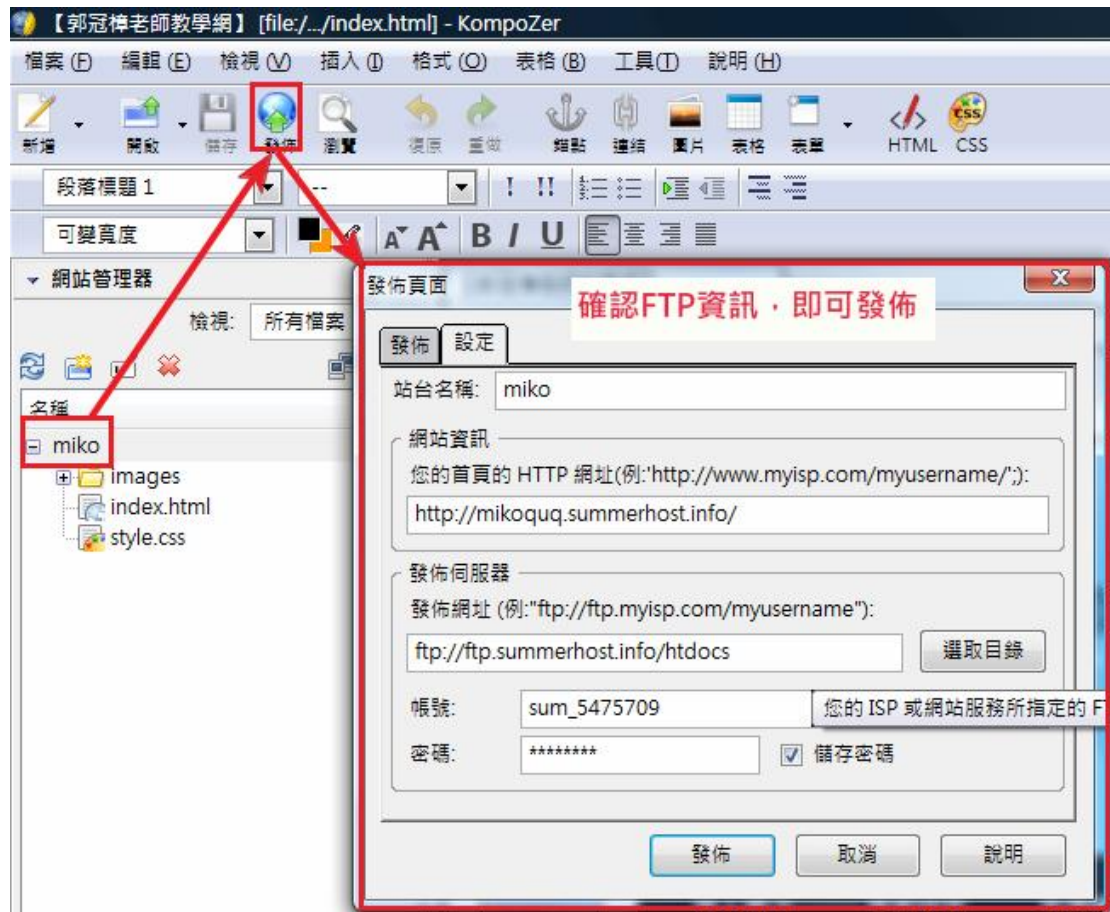 【郭冠樟老師教學網】 [file:/.../index.html] - KompoZer
檔案 (F) 編輯 (E) 檢視 (V) 插入 (I) 格式 (O) 表格 (B) 工具(T) 說明 (H)
新增 開啟 儲存 發佈 瀏覽 復原 重做 錨點 連結 圖片 表格 表單 HTML CSS
段落標題 1 --
可變寬度 A A B I U
網站管理器
檢視: 所有檔案
名稱
miko
images
index.html
style.css
發佈頁面
確認FTP資訊,即可發佈
發佈 設定
站台名稱: miko
網站資訊
您的首頁的 HTTP 網址(例:'http://www.myisp.com/myusername/';):
http://mikoquq.summerhost.info/
發佈伺服器
發佈網址 (例:"ftp://ftp.myisp.com/myusername"):
ftp://ftp.summerhost.info/htdocs 選取目錄
帳號: sum_5475709 您的 ISP 或網站服務所指定的 F
密碼: ******** 儲存密碼
發佈 取消 說明